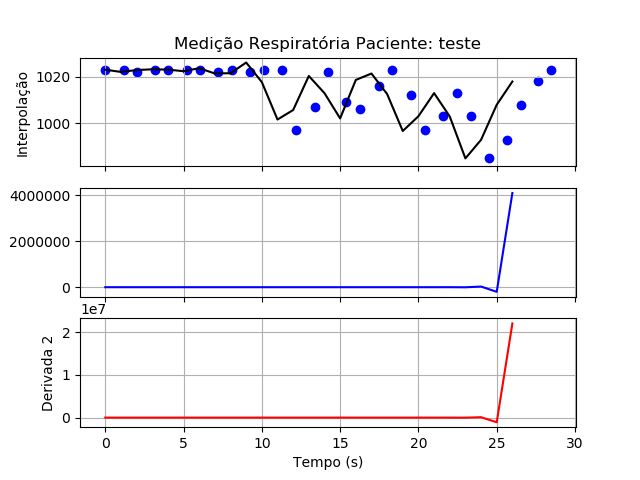 Medição Respiratória Paciente: teste
1020
1000
Interpolação
4000000
2000000
0
1e7
2
1
0
Derivada 2
0 5 10 15 20 25 30
Tempo (s)